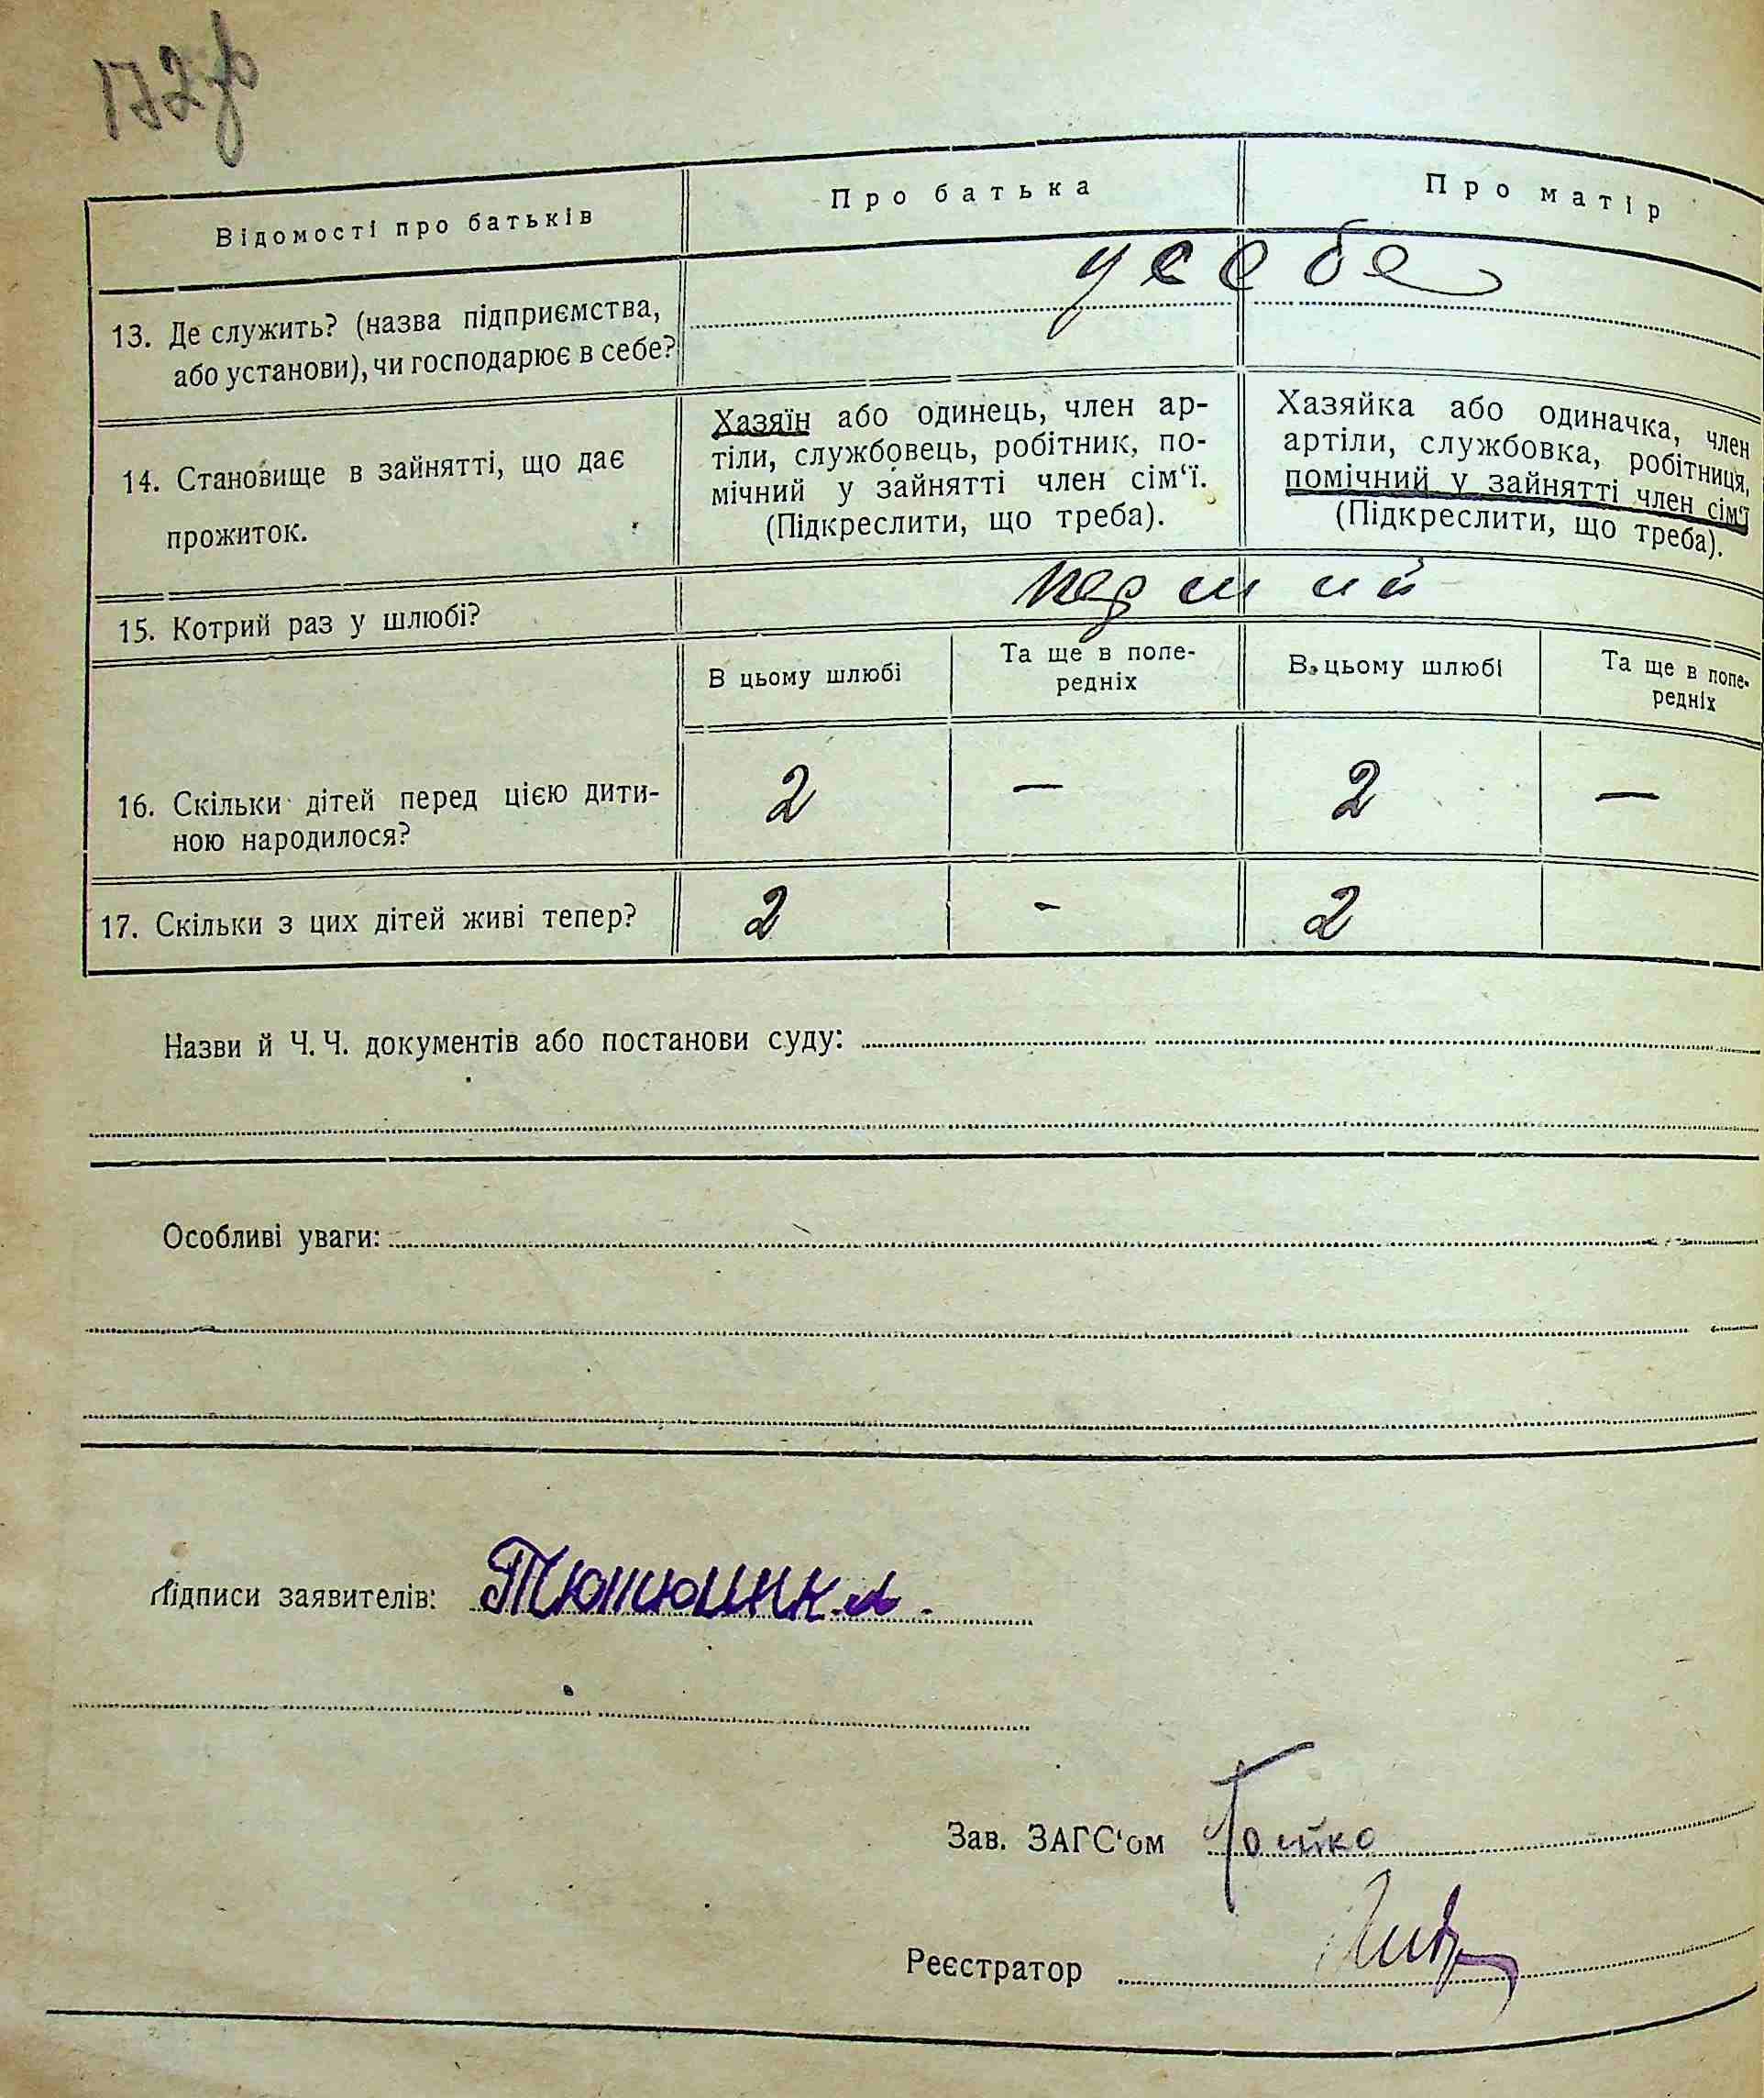 172
Відомості про батьків
Про батька
Про матір
13. Де служить? (назва підприємства,
або установи), чи господарює в себе?
у себе
14. Становище в зайнятті, що дає
прожиток.
Хазяїн або одинець, член ар-
тіли, службовець, робітник, по-
мічний у зайнятті член сім‘ї.
(Підкреслити, що треба).
Хазяйка або одиначка, член
артіли, службовка, робітниця,
помічний у зайнятті член сім‘ї
(Підкреслити, що треба).
15. Котрий раз у шлюбі?
В цьому шлюбі
Та ще в попе-
редніх
В цьому шлюбі
Та ще в попе-
редніх
16. Скільки дітей перед цією дити-
ною народилося?
2 — 2 —
17. Скільки з цих дітей живі тепер?
2 - 2
Назви й Ч. Ч. документів або постанови суду:
Особливі уваги:
Підписи заявителів:
Зав. ЗАГС‘ом
Реєстратор